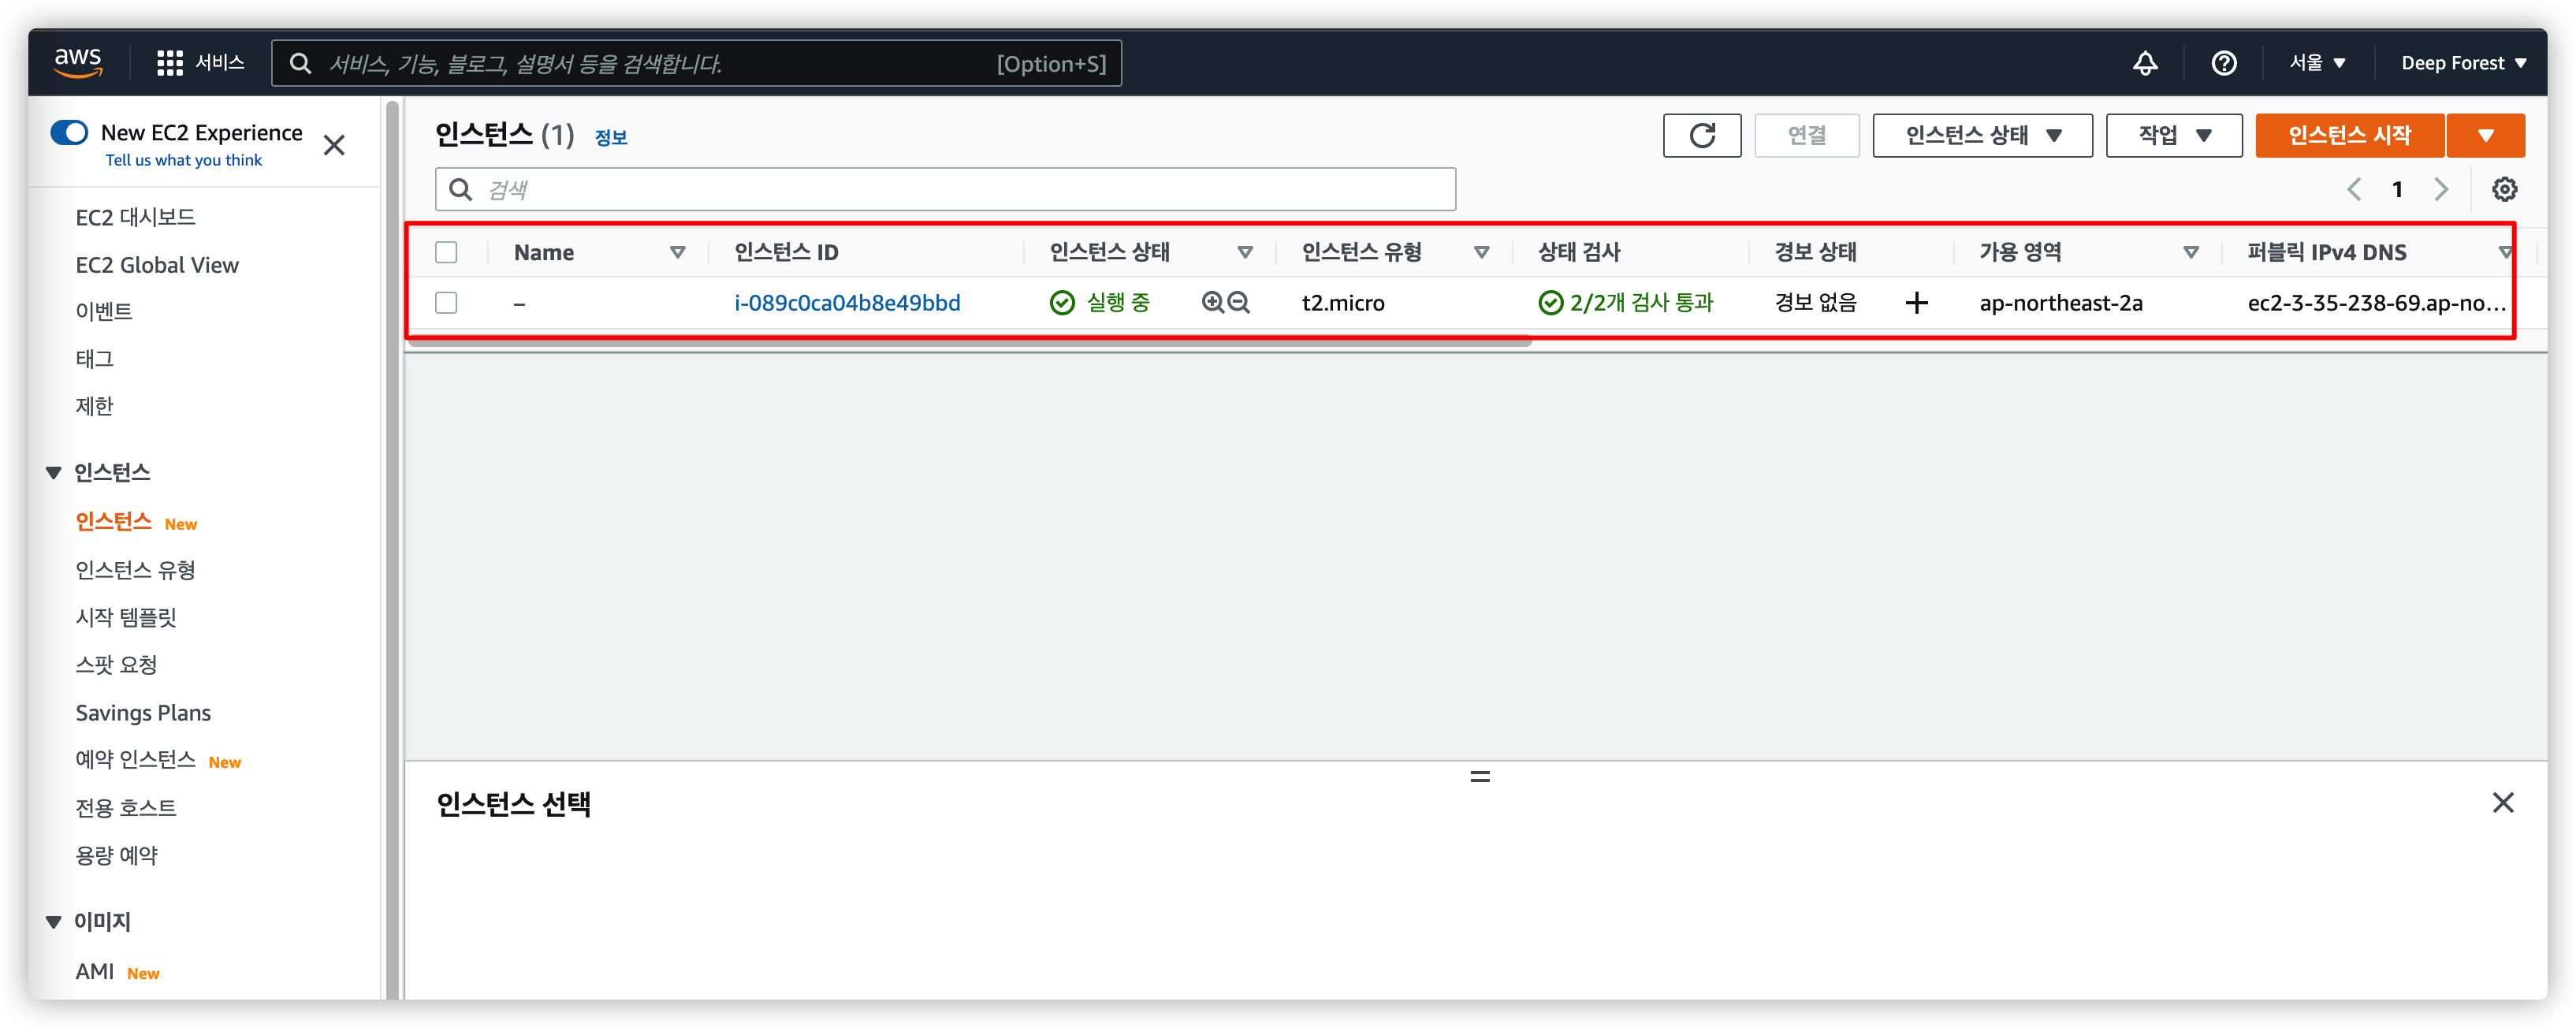 aws 서비스 서비스, 기능, 블로그, 설명서 등을 검색합니다. [Option+S] 서울 ▼ Deep Forest ▼
New EC2 Experience
Tell us what you think
EC2 대시보드
EC2 Global View
이벤트
태그
제한
▼ 인스턴스
인스턴스 New
인스턴스 유형
시작 템플릿
스팟 요청
Savings Plans
예약 인스턴스 New
전용 호스트
용량 예약
▼ 이미지
AMI New
인스턴스 (1) 정보 연결 인스턴스 상태 ▼ 작업 ▼ 인스턴스 시작 ▼
검색 1
Name 인스턴스 ID 인스턴스 상태 인스턴스 유형 상태 검사 경보 상태 가용 영역 퍼블릭 IPv4 DNS
– i-089c0ca04b8e49bbd 실행 중 t2.micro 2/2개 검사 통과 경보 없음 + ap-northeast-2a ec2-3-35-238-69.ap-no...
인스턴스 선택